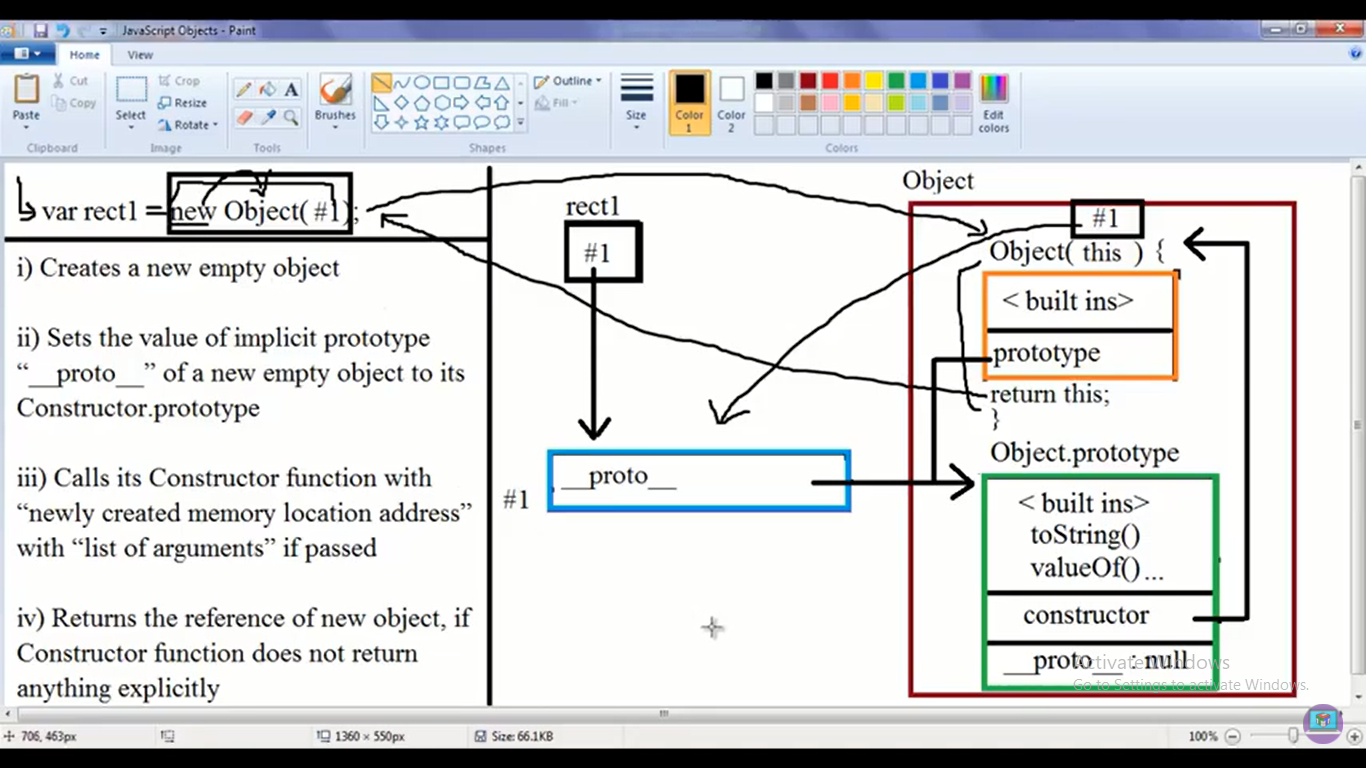 JavaScript Objects - Paint
Home View
Paste
Cut
Copy
Clipboard
Select
Crop
Resize
Rotate
Image
A
Tools
Brushes
Outline
Fill
Shapes
Size
Color 1
Color 2
Edit colors
Colors
var rect1 = new Object( #1);
i) Creates a new empty object
ii) Sets the value of implicit prototype
“__proto__” of a new empty object to its
Constructor.prototype
iii) Calls its Constructor function with
“newly created memory location address”
with “list of arguments” if passed
iv) Returns the reference of new object, if
Constructor function does not return
anything explicitly
rect1
#1
#1
__proto__
Object
#1
Object( this ) {
< built ins>
prototype
return this;
}
Object.prototype
< built ins>
toString()
valueOf()...
constructor
__proto__ : null
Activate Windows
Go to Settings to activate Windows.
706, 463px
1360 × 550px
Size: 66.1KB
100%